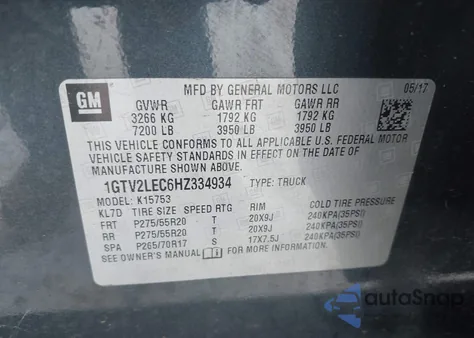 GM
MFD BY GENERAL MOTORS LLC
05/17
GVWR GAWR FRT GAWR RR
3266 KG 1792 KG 1792 KG
7200 LB 3950 LB 3950 LB
THIS VEHICLE CONFORMS TO ALL APPLICABLE U.S. FEDERAL MOTOR
VEHICLE SAFETY STANDARDS IN EFFECT ON THE DATE OF
MANUFACTURE SHOWN ABOVE.
1GTV2LEC6HZ334934 TYPE: TRUCK
MODEL: K15753
KL7D TIRE SIZE SPEED RTG RIM COLD TIRE PRESSURE
FRT P275/55R20 T 20X9J 240KPA(35PSI)
RR P275/55R20 T 20X9J 240KPA(35PSI)
SPA P265/70R17 S 17X7.5J 240KPA(35PSI)
SEE OWNER'S MANUAL
autoSnap